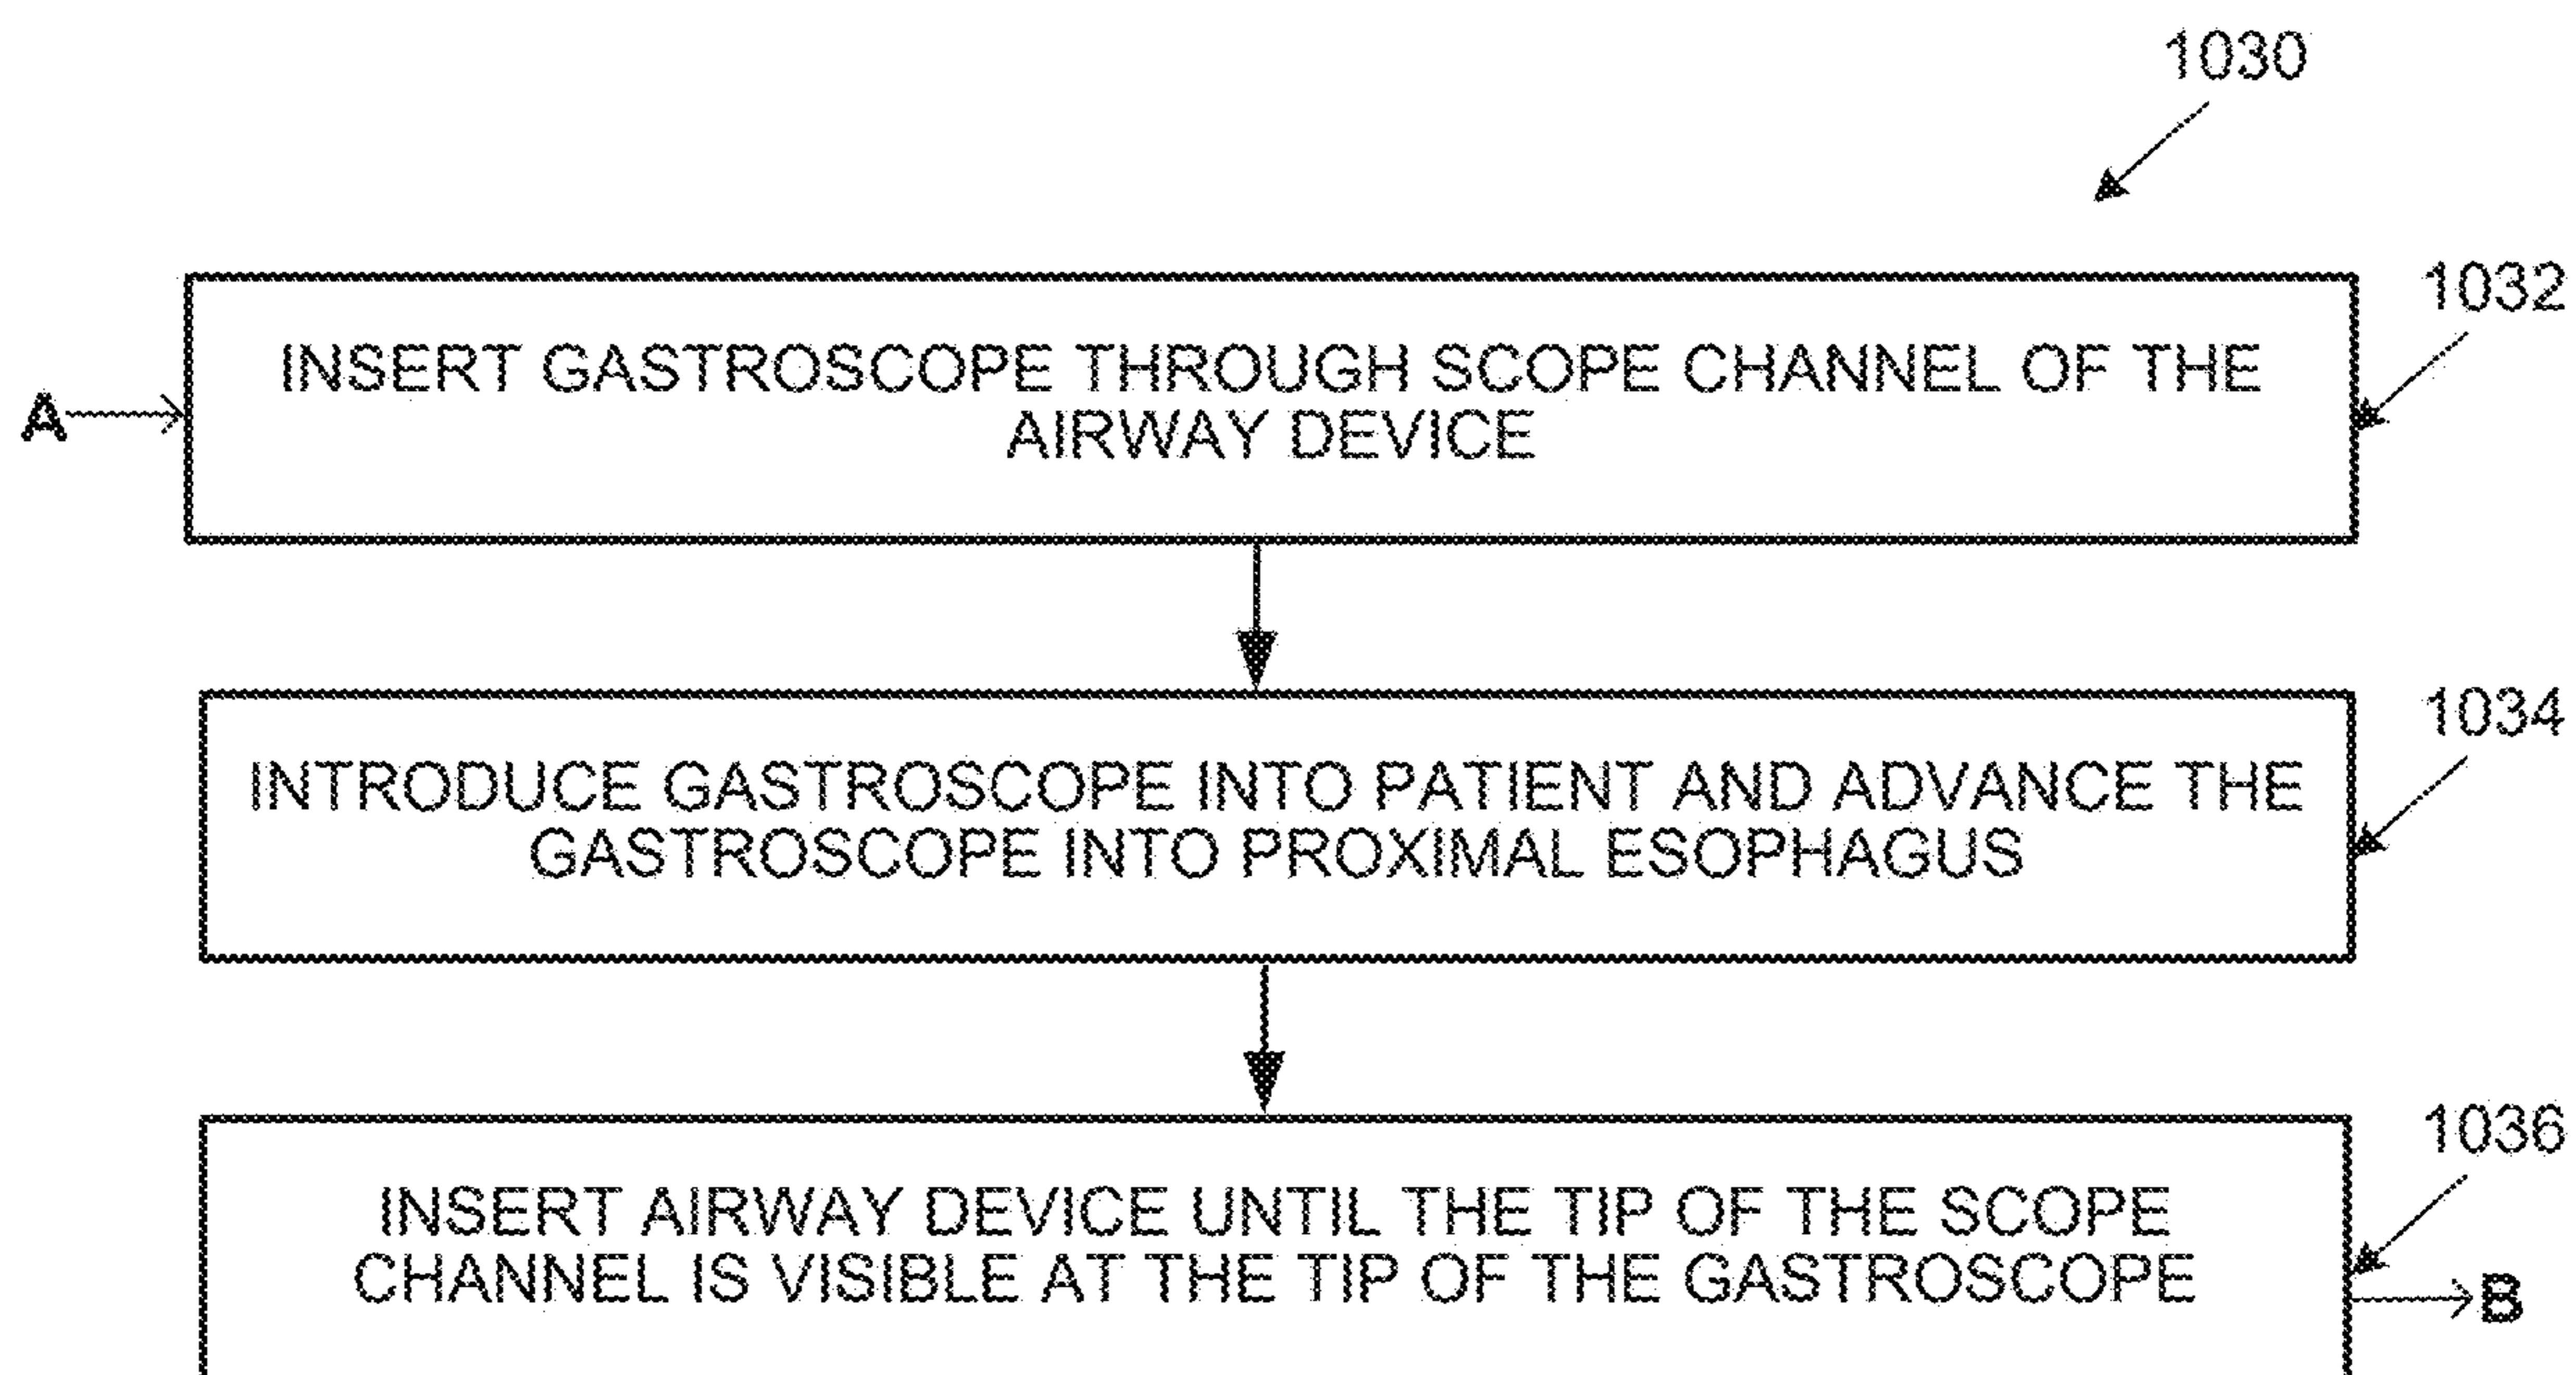 1030
1032
INSERT GASTROSCOPE THROUGH SCOPE CHANNEL OF THE
AIRWAY DEVICE
A
1034
INTRODUCE GASTROSCOPE INTO PATIENT AND ADVANCE THE
GASTROSCOPE INTO PROXIMAL ESOPHAGUS
1036
INSERT AIRWAY DEVICE UNTIL THE TIP OF THE SCOPE
CHANNEL IS VISIBLE AT THE TIP OF THE GASTROSCOPE
B